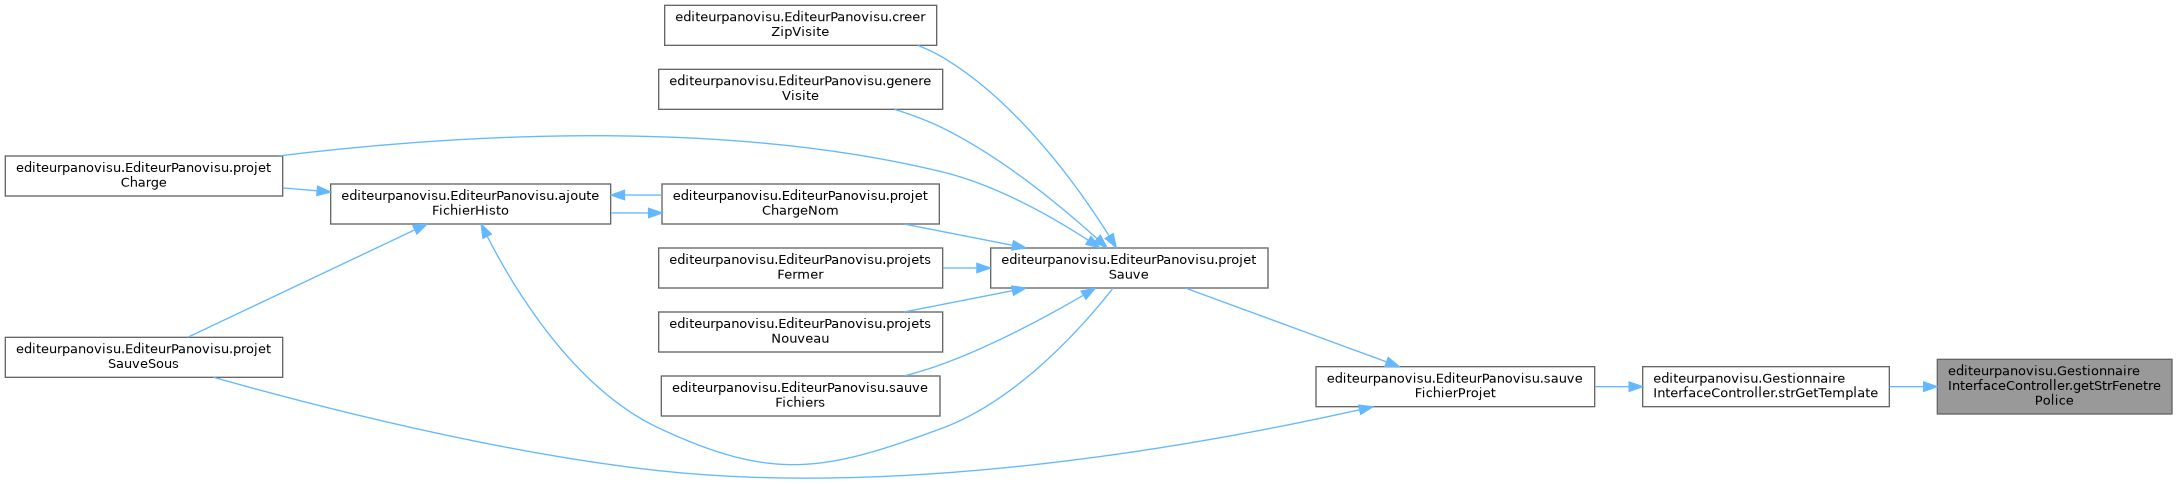 editeurpanovisu.EditeurPanovisu.creer
ZipVisite
editeurpanovisu.EditeurPanovisu.genere
Visite
editeurpanovisu.EditeurPanovisu.projet
Charge
editeurpanovisu.EditeurPanovisu.ajoute
FichierHisto
editeurpanovisu.EditeurPanovisu.projet
ChargeNom
editeurpanovisu.EditeurPanovisu.projets
Fermer
editeurpanovisu.EditeurPanovisu.projet
Sauve
editeurpanovisu.EditeurPanovisu.projets
Nouveau
editeurpanovisu.EditeurPanovisu.projet
SauveSous
editeurpanovisu.EditeurPanovisu.sauve
Fichiers
editeurpanovisu.EditeurPanovisu.sauve
FichierProjet
editeurpanovisu.Gestionnaire
InterfaceController.strGetTemplate
editeurpanovisu.Gestionnaire
InterfaceController.getStrFenetre
Police